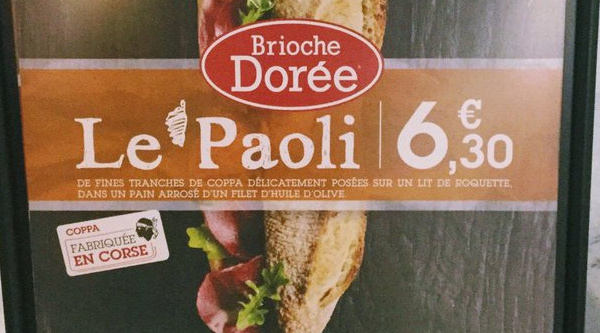 Brioche
Dorée
Le Paoli
6,30 €
DE FINES TRANCHES DE COPPA DÉLICATEMENT POSÉES SUR UN LIT DE ROQUETTE,
DANS UN PAIN ARROSÉ D'UN FILET D'HUILE D'OLIVE
COPPA
FABRIQUÉE
EN CORSE